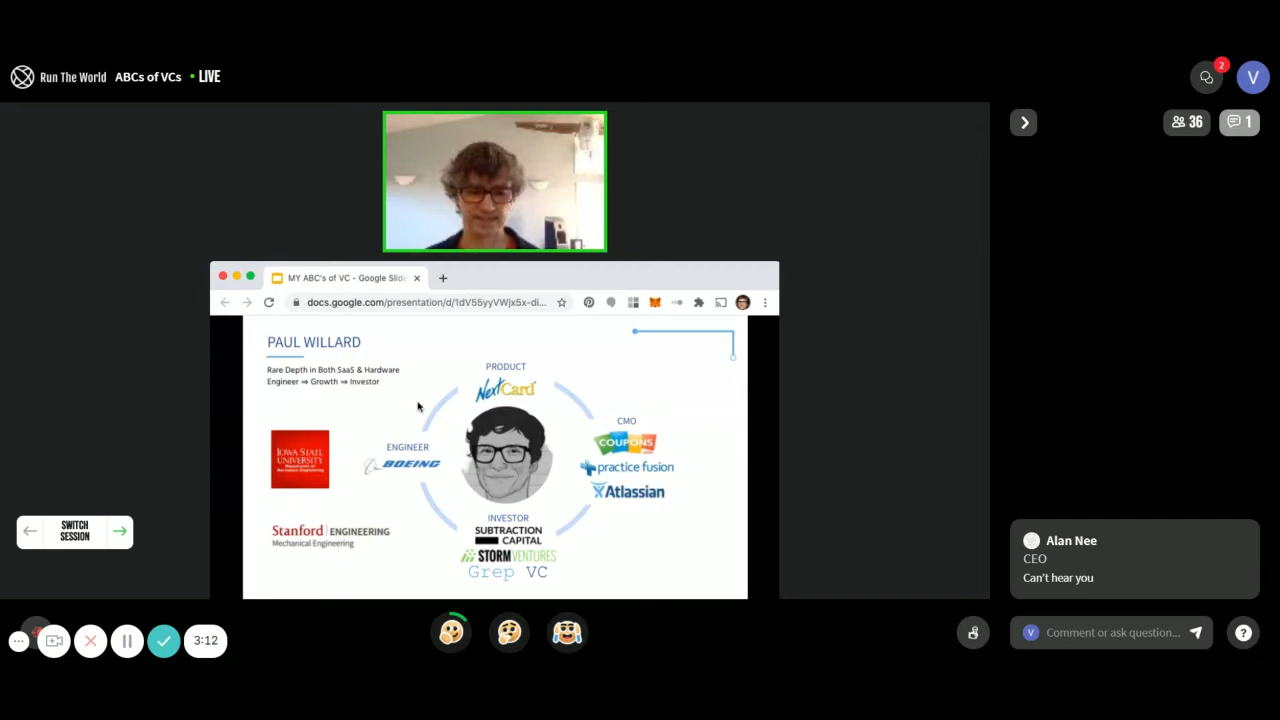 Run The World ABCs of VCs • LIVE
2
V
36
1
MY ABC's of VC - Google Slide
docs.google.com/presentation/d/1dV55yyVWjx5x-di...
PAUL WILLARD
Rare Depth in Both SaaS & Hardware
Engineer ⇒ Growth ⇒ Investor
PRODUCT
NextCard
CMO
COUPONS
practice fusion
Atlassian
ENGINEER
BOEING
IOWA STATE
UNIVERSITY
Stanford | ENGINEERING
Mechanical Engineering
INVESTOR
SUBTRACTION
CAPITAL
STORMVENTURES
Grep VC
SWITCH
SESSION
Alan Nee
CEO
Can't hear you
3:12
V
Comment or ask question...
?